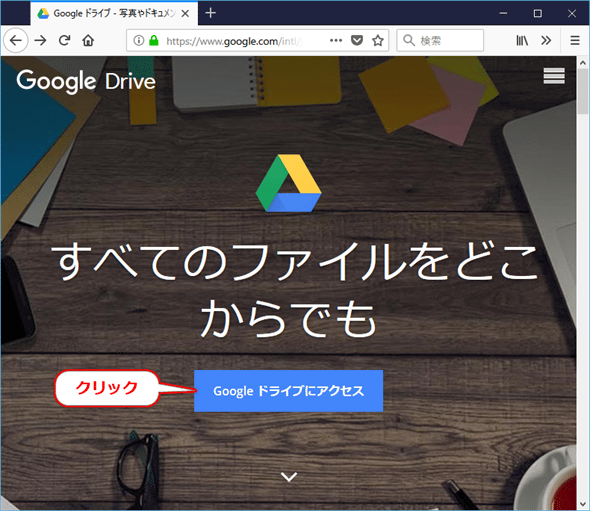 Google ドライブ - 写真やドキュメン
https://www.google.com/intl/
検索
Google Drive
すべてのファイルをどこ
からでも
クリック
Google ドライブにアクセス